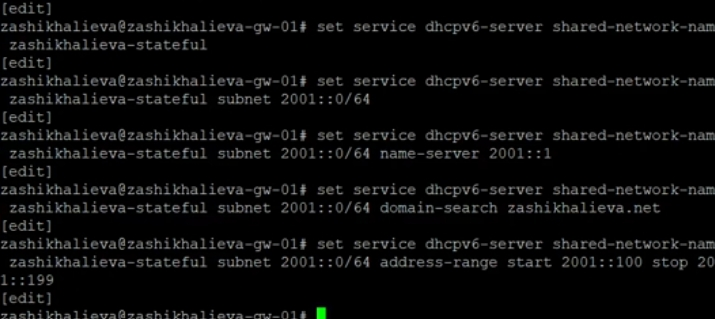 [edit]
zashikhalieva@zashikhalieva-gw-01# set service dhcpv6-server shared-network-nam
 zashikhalieva-stateful
[edit]
zashikhalieva@zashikhalieva-gw-01# set service dhcpv6-server shared-network-nam
 zashikhalieva-stateful subnet 2001::0/64
[edit]
zashikhalieva@zashikhalieva-gw-01# set service dhcpv6-server shared-network-nam
 zashikhalieva-stateful subnet 2001::0/64 name-server 2001::1
[edit]
zashikhalieva@zashikhalieva-gw-01# set service dhcpv6-server shared-network-nam
 zashikhalieva-stateful subnet 2001::0/64 domain-search zashikhalieva.net
[edit]
zashikhalieva@zashikhalieva-gw-01# set service dhcpv6-server shared-network-nam
 zashikhalieva-stateful subnet 2001::0/64 address-range start 2001::100 stop 20
1::199
[edit]
zashikhalieva@zashikhalieva-gw-01#